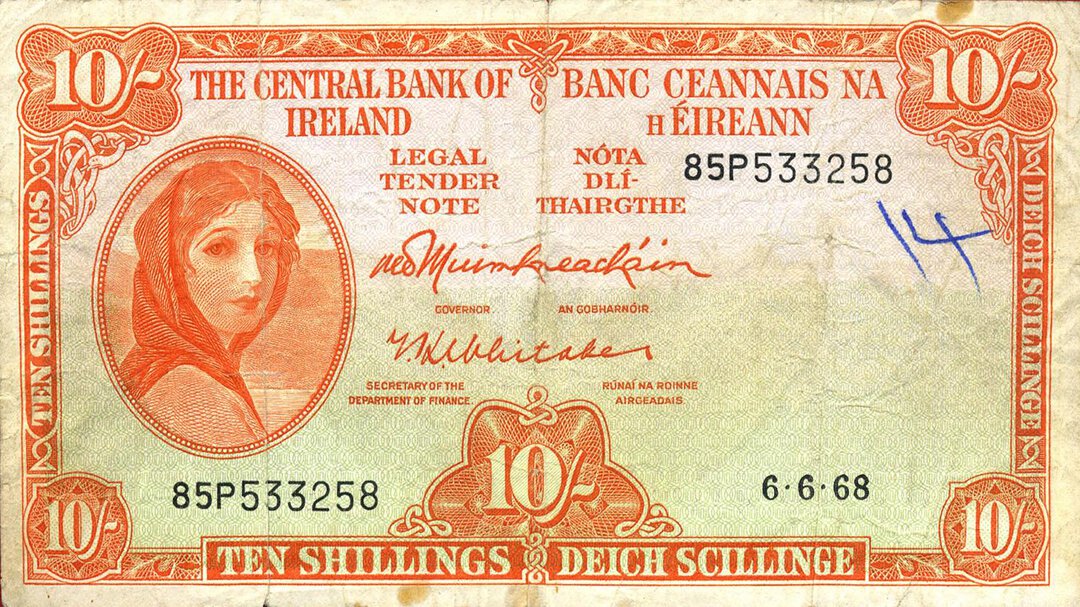 10/-
10/-
THE CENTRAL BANK OF
IRELAND
BANC CEANNAIS NA
H ÉIREANN
LEGAL
TENDER
NOTE
NÓTA
DLÍ-
THAIRGTHE
85P533258
14
TEN SHILLINGS
DEICH SCILLINGE
M Ó Muimhneacháin
GOVERNOR.
AN GOBHARNÓIR.
T. K. Whitaker
SECRETARY OF THE
DEPARTMENT OF FINANCE.
RÚNAÍ NA ROINNE
AIRGEADAIS.
85P533258
10/-
6·6·68
10/-
10/-
TEN SHILLINGS
DEICH SCILLINGE